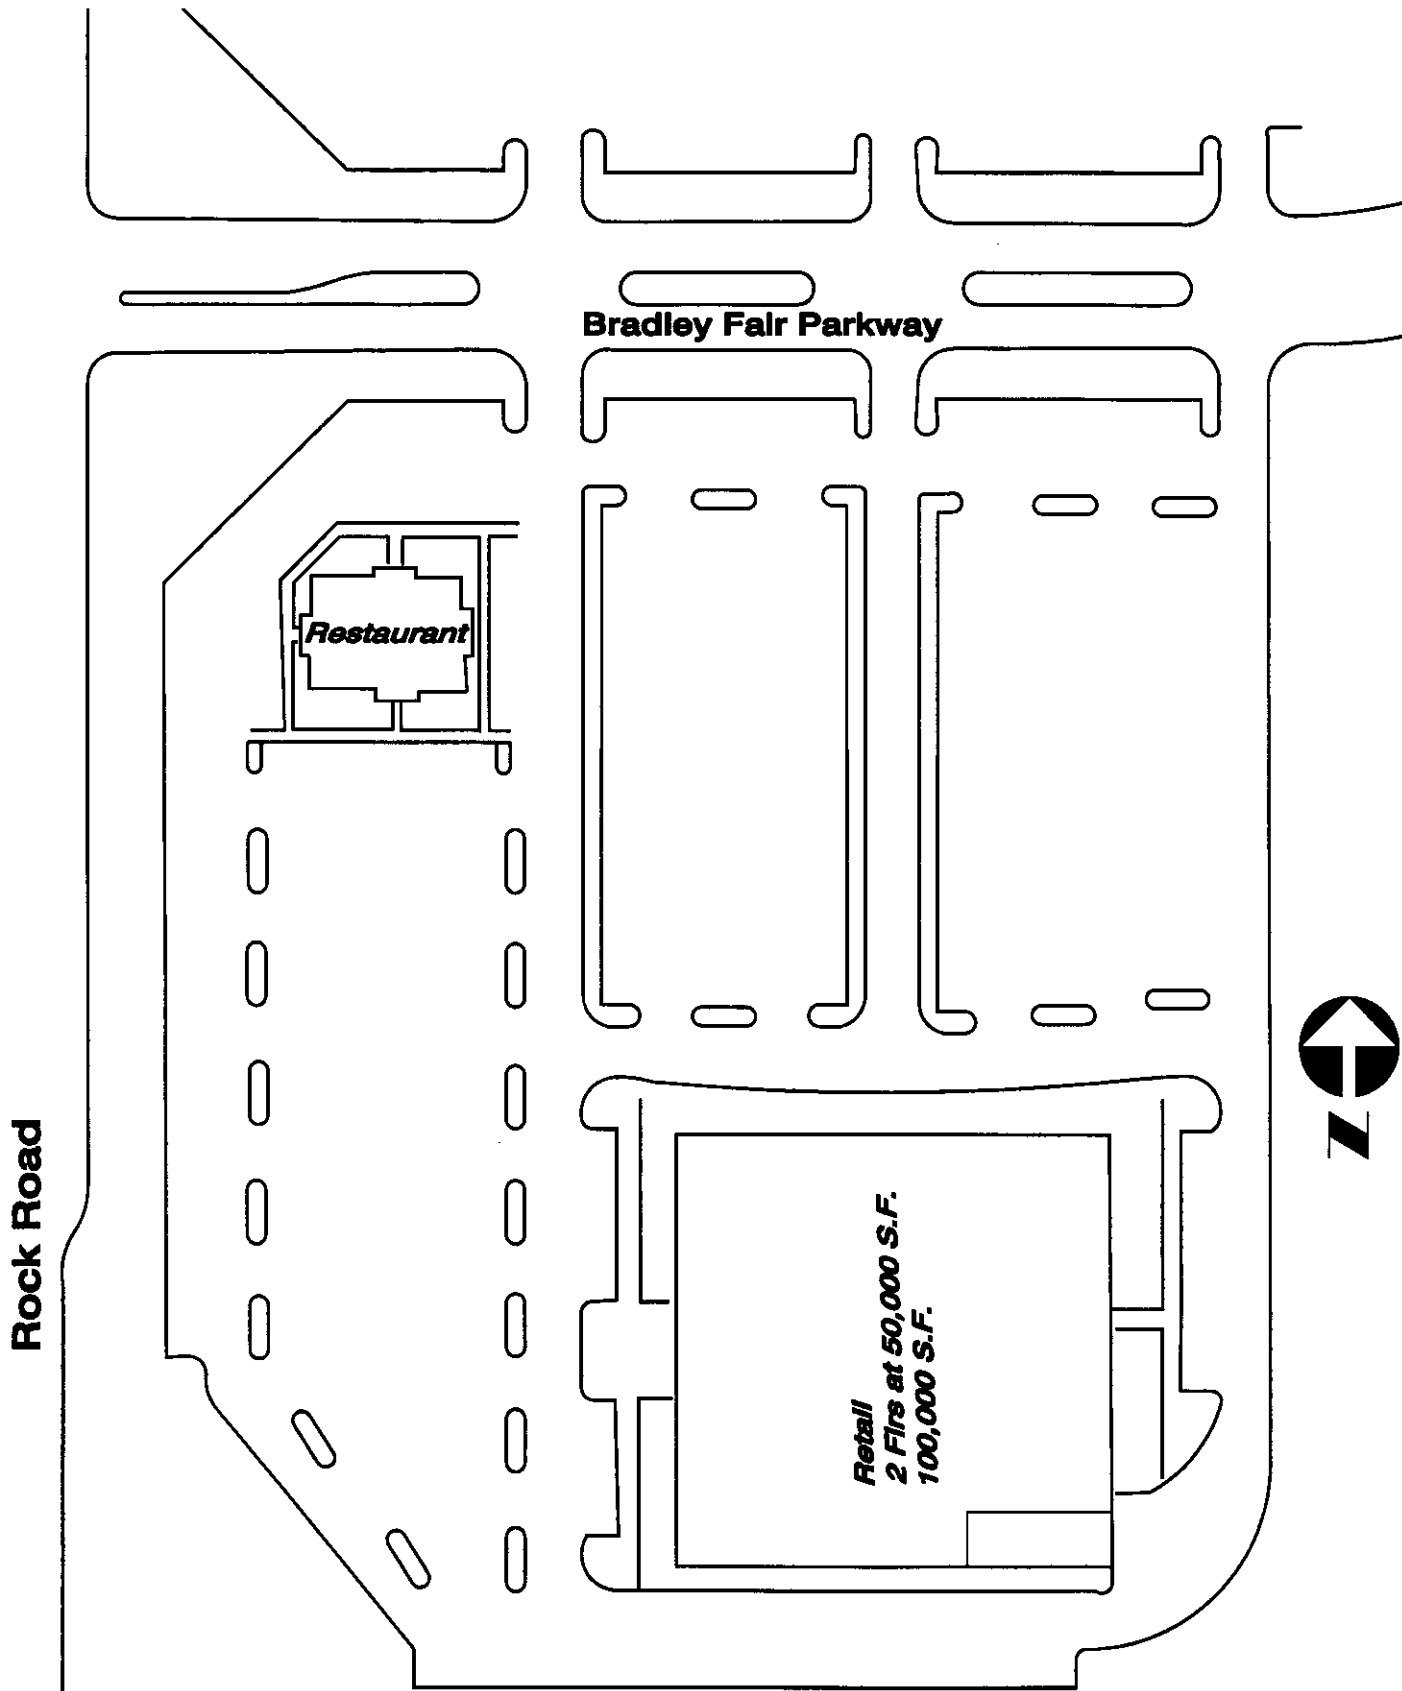 Bradley Fair Parkway
Restaurant
Rock Road
Retail
2 Flrs at 50,000 S.F.
100,000 S.F.
N